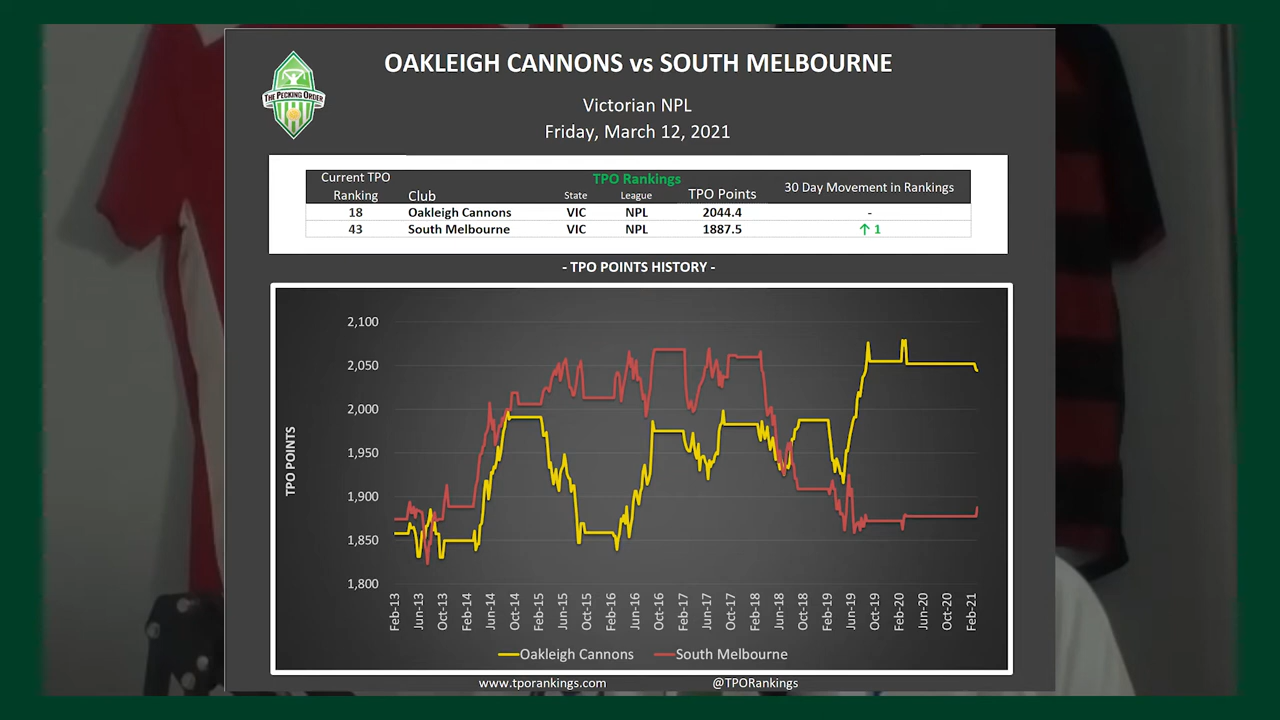 OAKLEIGH CANNONS vs SOUTH MELBOURNE
THE PECKING ORDER
Victorian NPL
Friday, March 12, 2021
Current TPO Ranking Club TPO Rankings State League TPO Points 30 Day Movement in Rankings
18 Oakleigh Cannons VIC NPL 2044.4 -
43 South Melbourne VIC NPL 1887.5 ↑ 1
- TPO POINTS HISTORY -
TPO POINTS
2,100
2,050
2,000
1,950
1,900
1,850
1,800
Feb-13 Jun-13 Oct-13 Feb-14 Jun-14 Oct-14 Feb-15 Jun-15 Oct-15 Feb-16 Jun-16 Oct-16 Feb-17 Jun-17 Oct-17 Feb-18 Jun-18 Oct-18 Feb-19 Jun-19 Oct-19 Feb-20 Jun-20 Oct-20 Feb-21
Oakleigh Cannons South Melbourne
www.tporankings.com @TPORankings